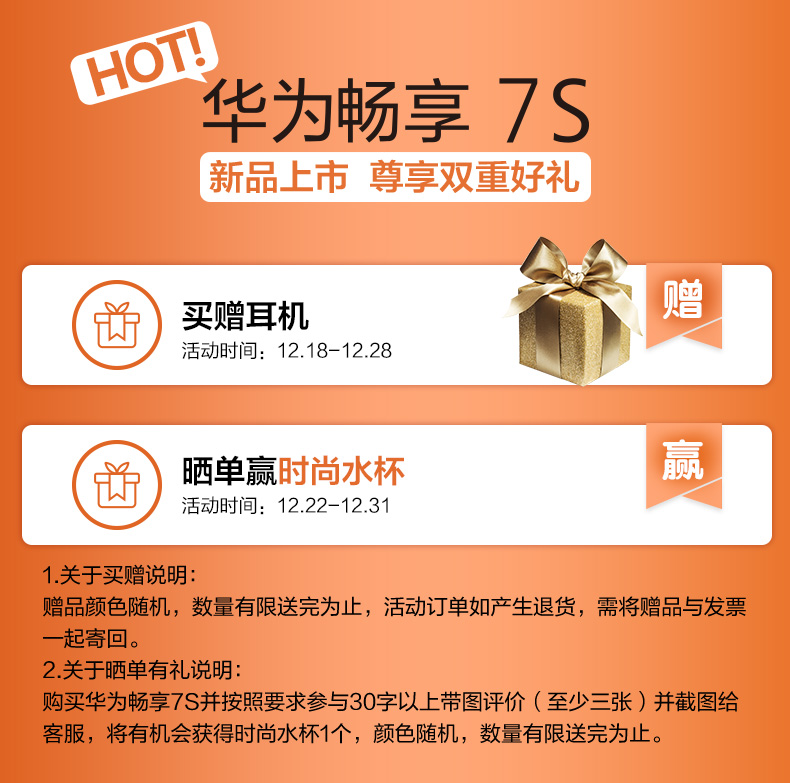 HOT!
华为畅享 7S
新品上市 尊享双重好礼
买赠耳机
活动时间：12.18-12.28
赠
晒单赢时尚水杯
活动时间：12.22-12.31
赢
1.关于买赠说明：
赠品颜色随机，数量有限送完为止，活动订单如产生退货，需将赠品与发票
一起寄回。
2.关于晒单有礼说明：
购买华为畅享7S并按照要求参与30字以上带图评价（至少三张）并截图给
客服，将有机会获得时尚水杯1个，颜色随机，数量有限送完为止。